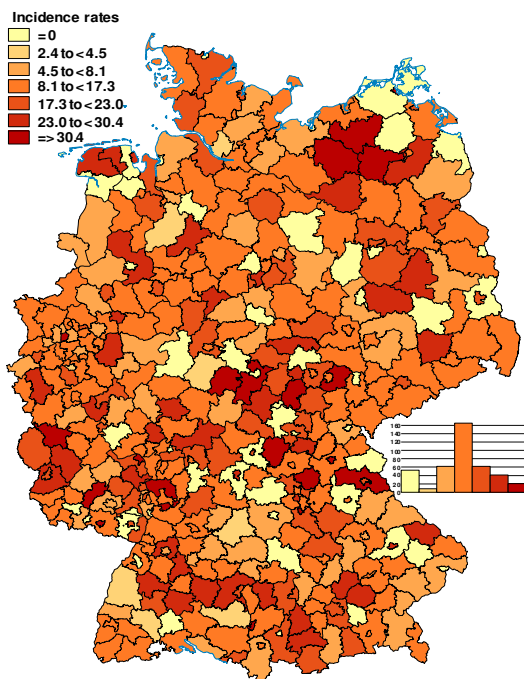 Incidence rates
= 0
2.4 to < 4.5
4.5 to < 8.1
8.1 to < 17.3
17.3 to < 23.0
23.0 to < 30.4
=> 30.4
160
140
120
100
80
60
40
20
0